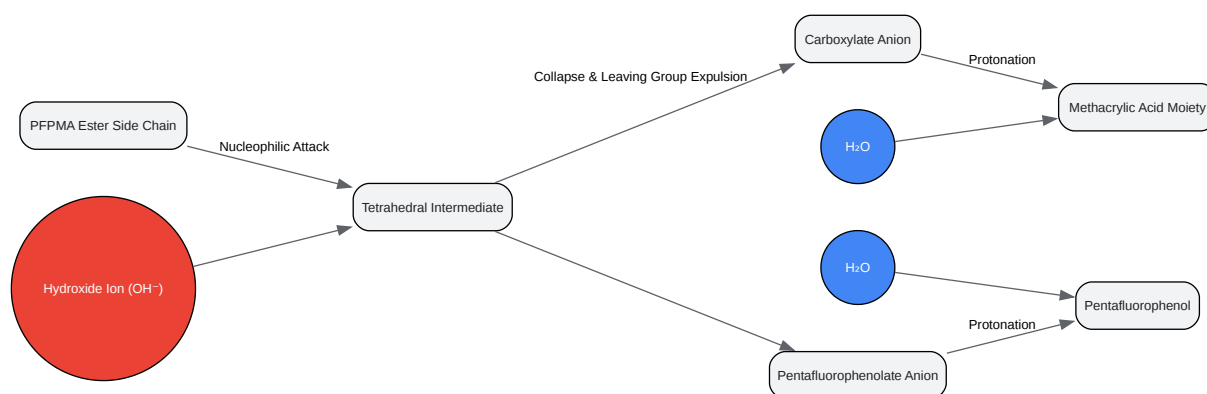 Carboxylate Anion
Protonation
Collapse & Leaving Group Expulsion
Methacrylic Acid Moiety
PFPMA Ester Side Chain
Nucleophilic Attack
H₂O
Tetrahedral Intermediate
H₂O
Hydroxide Ion (OH⁻)
Pentafluorophenol
Protonation
Pentafluorophenolate Anion